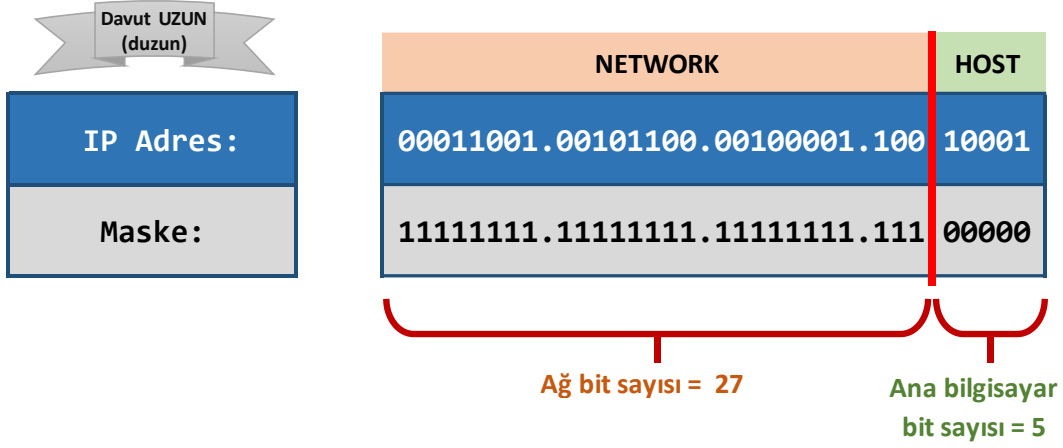 Davut UZUN
(duzun)
NETWORK HOST
IP Adres: 00011001.00101100.00100001.100 10001
Maske: 11111111.11111111.11111111.111 00000
Ağ bit sayısı = 27
Ana bilgisayar
bit sayısı = 5